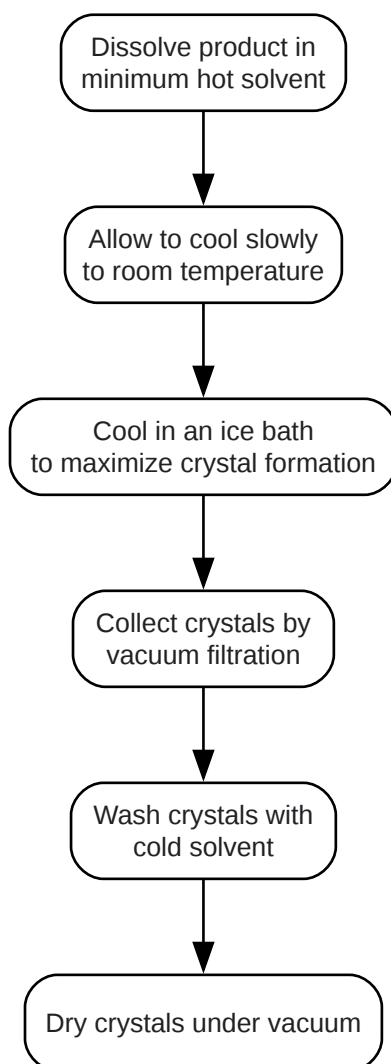 Dissolve product in
minimum hot solvent
Allow to cool slowly
to room temperature
Cool in an ice bath
to maximize crystal formation
Collect crystals by
vacuum filtration
Wash crystals with
cold solvent
Dry crystals under vacuum